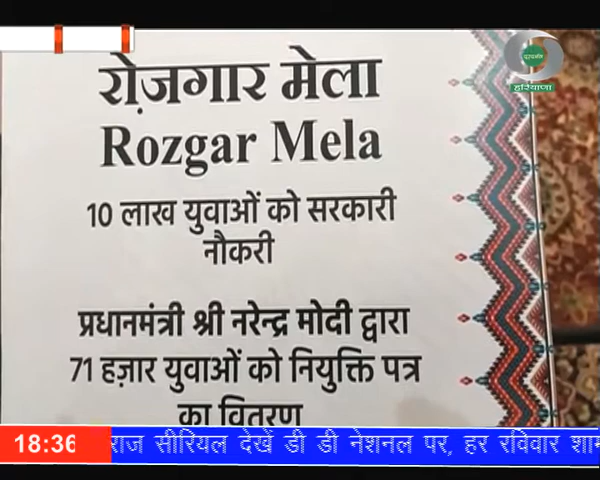 रोज़गार मेला
Rozgar Mela
10 लाख युवाओं को सरकारी
नौकरी
प्रधानमंत्री श्री नरेन्द्र मोदी द्वारा
71 हज़ार युवाओं को नियुक्ति पत्र
का वितरण
दूरदर्शन
हरियाणा
18:36 राज सीरियल देखें डी डी नेशनल पर, हर रविवार शाम